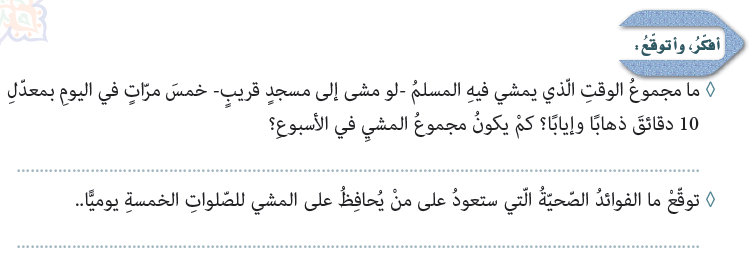 أفكّرُ، وأتوقّعُ:
◊ ما مجموعُ الوقتِ الّذي يمشي فيهِ المسلمُ -لو مشى إلى مسجدٍ قريبٍ- خمسَ مرّاتٍ في اليومِ بمعدّلِ
10 دقائقَ ذهابًا وإيابًا؟ كمْ يكونُ مجموعُ المشيِ في الأسبوعِ؟
◊ توقّعْ ما الفوائدُ الصّحيّةُ الّتي ستعودُ على منْ يُحافِظُ على المشي للصّلواتِ الخمسةِ يوميًّا..